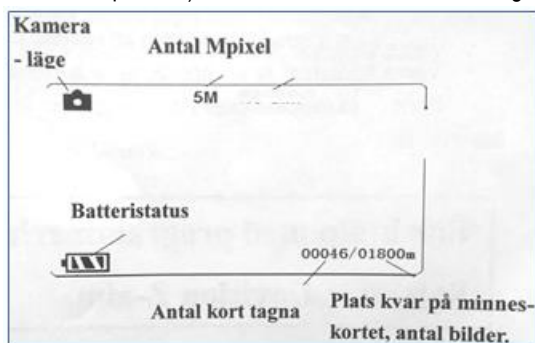 Kamera
- läge
Antal Mpixel
5M
Batteristatus
00046/01800m
Antal kort tagna
Plats kvar på minnes-
kortet, antal bilder.